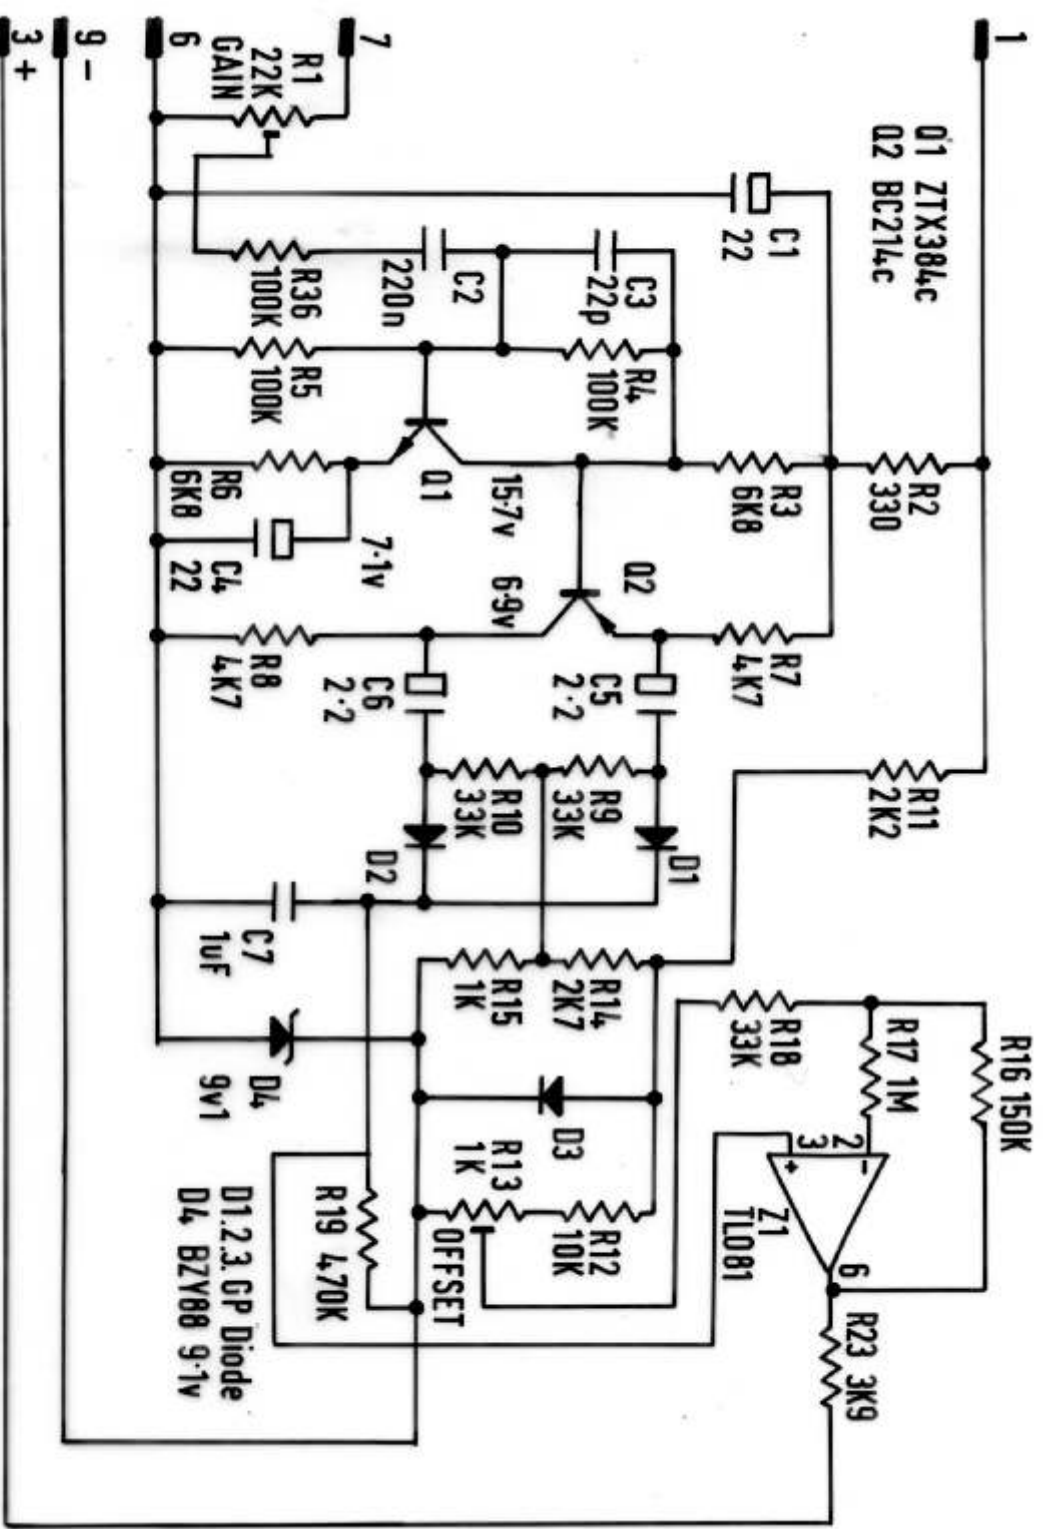 1
7
6
9 -
3 +
Q1 ZTX384c
Q2 BC214c
R1
22K
GAIN
C1
22
R36
100K
C2
220n
C3
22p
R5
100K
R4
100K
R6
6K8
Q1
15·7v
R3
6K8
R2
330
C4
22
7·1v
6·9v
Q2
R8
4K7
C6
2·2
C5
2·2
R7
4K7
R10
33K
R9
33K
R11
2K2
D2
D1
C7
1uF
R15
1K
R14
2K7
R18
33K
R17 1M
R16 150K
D4
9v1
D3
R13
1K
OFFSET
R12
10K
3
2
+
-
Z1
TL081
6
R19 470K
R23 3K9
D1.2.3. GP Diode
D4 BZY88 9·1v